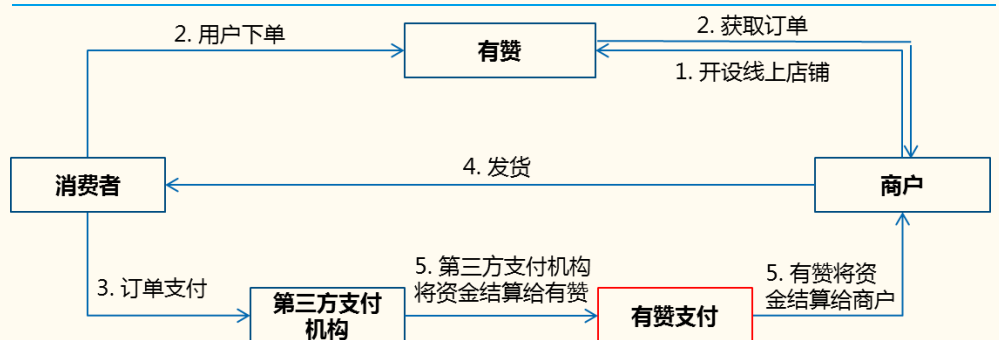 2. 用户下单
有赞
2. 获取订单
1. 开设线上店铺
消费者
4. 发货
商户
3. 订单支付
第三方支付
机构
5. 第三方支付机构
将资金结算给有赞
有赞支付
5. 有赞将资
金结算给商户